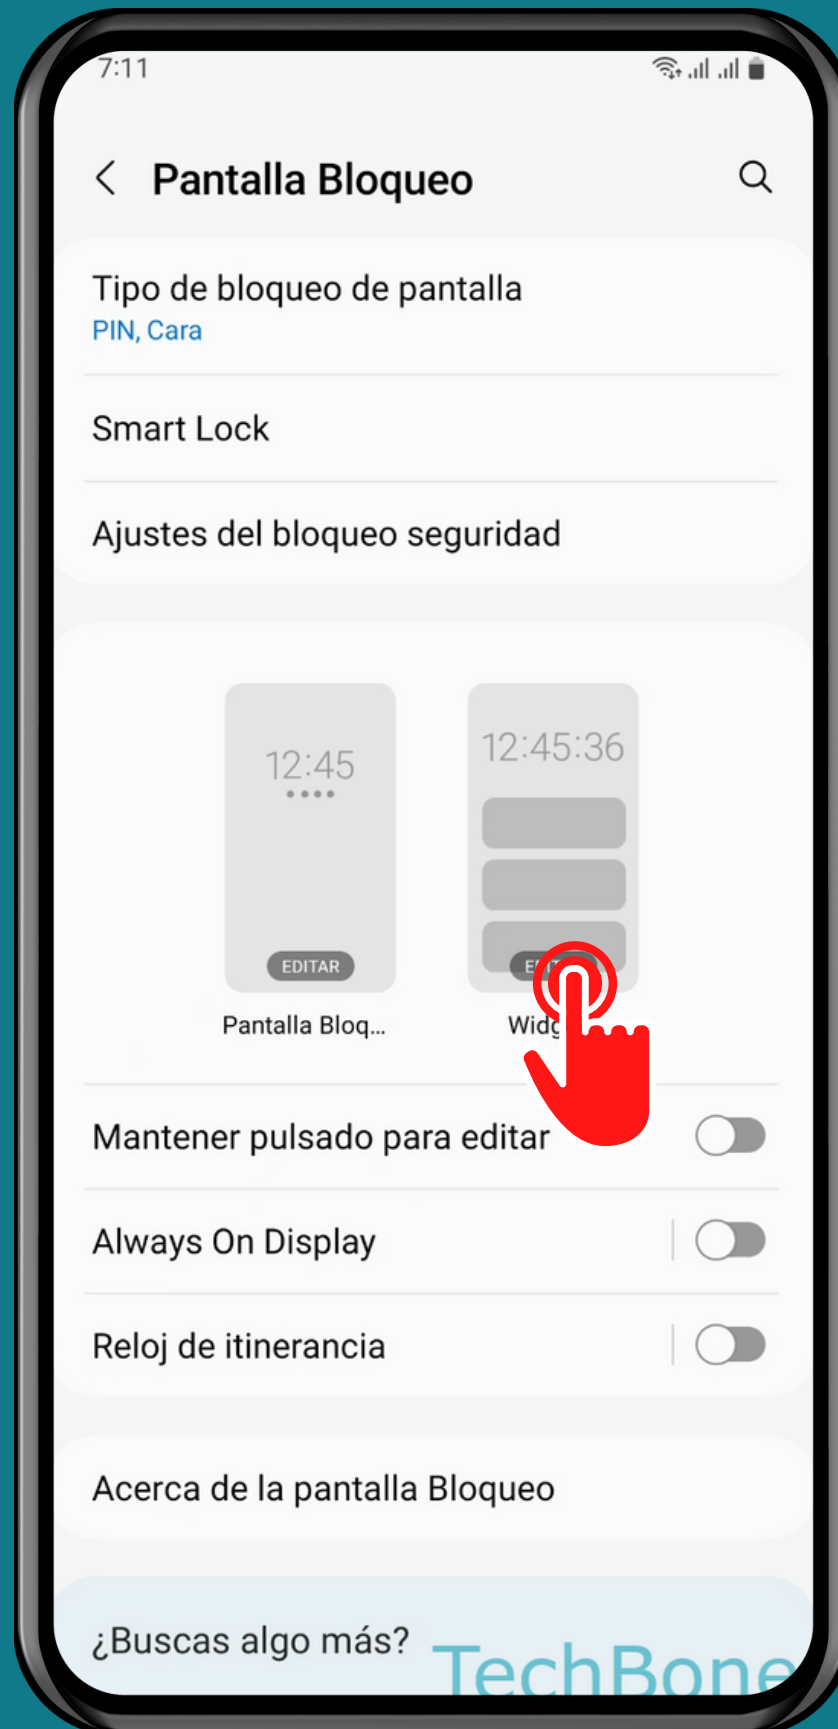 7:11
Pantalla Bloqueo
Tipo de bloqueo de pantalla
PIN, Cara
Smart Lock
Ajustes del bloqueo seguridad
12:45
12:45:36
EDITAR
Pantalla Bloq...
Mantener pulsado para editar
Always On Display
Reloj de itinerancia
Acerca de la pantalla Bloqueo
¿Buscas algo más?
TechBone